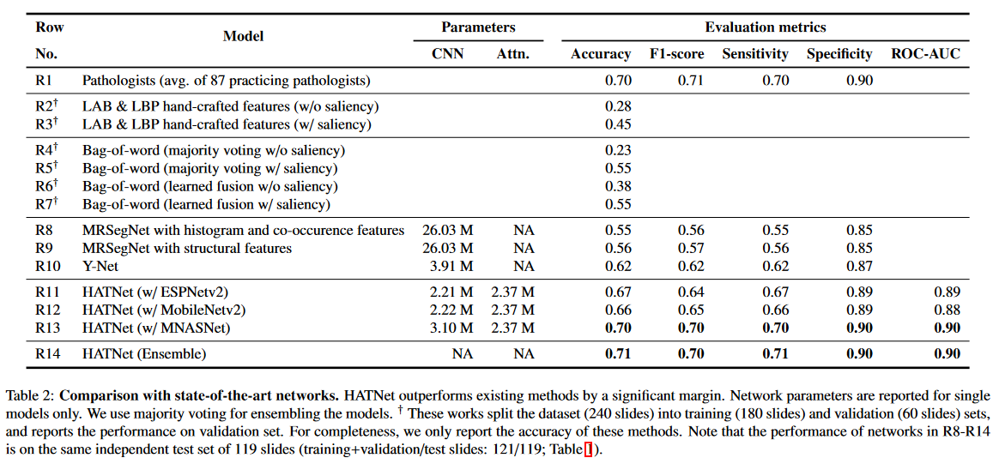 Row Parameters Evaluation metrics
Model
No. CNN Attn. Accuracy F1-score Sensitivity Specificity ROC-AUC
R1 Pathologists (avg. of 87 practicing pathologists) 0.70 0.71 0.70 0.90
R2† LAB & LBP hand-crafted features (w/o saliency) 0.28
R3† LAB & LBP hand-crafted features (w/ saliency) 0.45
R4† Bag-of-word (majority voting w/o saliency) 0.23
R5† Bag-of-word (majority voting w/ saliency) 0.55
R6† Bag-of-word (learned fusion w/o saliency) 0.38
R7† Bag-of-word (learned fusion w/ saliency) 0.55
R8 MRSegNet with histogram and co-occurence features 26.03 M NA 0.55 0.56 0.55 0.85
R9 MRSegNet with structural features 26.03 M NA 0.56 0.57 0.56 0.85
R10 Y-Net 3.91 M NA 0.62 0.62 0.62 0.87
R11 HATNet (w/ ESPNetv2) 2.21 M 2.37 M 0.67 0.64 0.67 0.89 0.89
R12 HATNet (w/ MobileNetv2) 2.22 M 2.37 M 0.66 0.65 0.66 0.89 0.88
R13 HATNet (w/ MNASNet) 3.10 M 2.37 M 0.70 0.70 0.70 0.90 0.90
R14 HATNet (Ensemble) NA NA 0.71 0.70 0.71 0.90 0.90
Table 2: Comparison with state-of-the-art networks. HATNet outperforms existing methods by a significant margin. Network parameters are reported for single
models only. We use majority voting for ensembling the models. † These works split the dataset (240 slides) into training (180 slides) and validation (60 slides) sets,
and reports the performance on validation set. For completeness, we only report the accuracy of these methods. Note that the performance of networks in R8-R14
is on the same independent test set of 119 slides (training+validation/test slides: 121/119; Table 1).